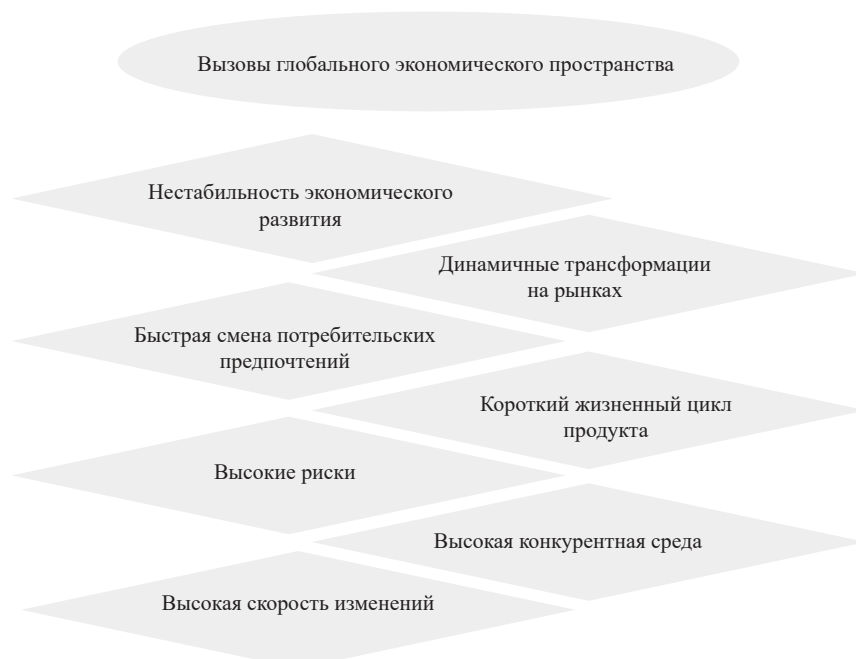 Вызовы глобального экономического пространства
Нестабильность экономического
развития
Динамичные трансформации
на рынках
Быстрая смена потребительских
предпочтений
Короткий жизненный цикл
продукта
Высокие риски
Высокая конкурентная среда
Высокая скорость изменений